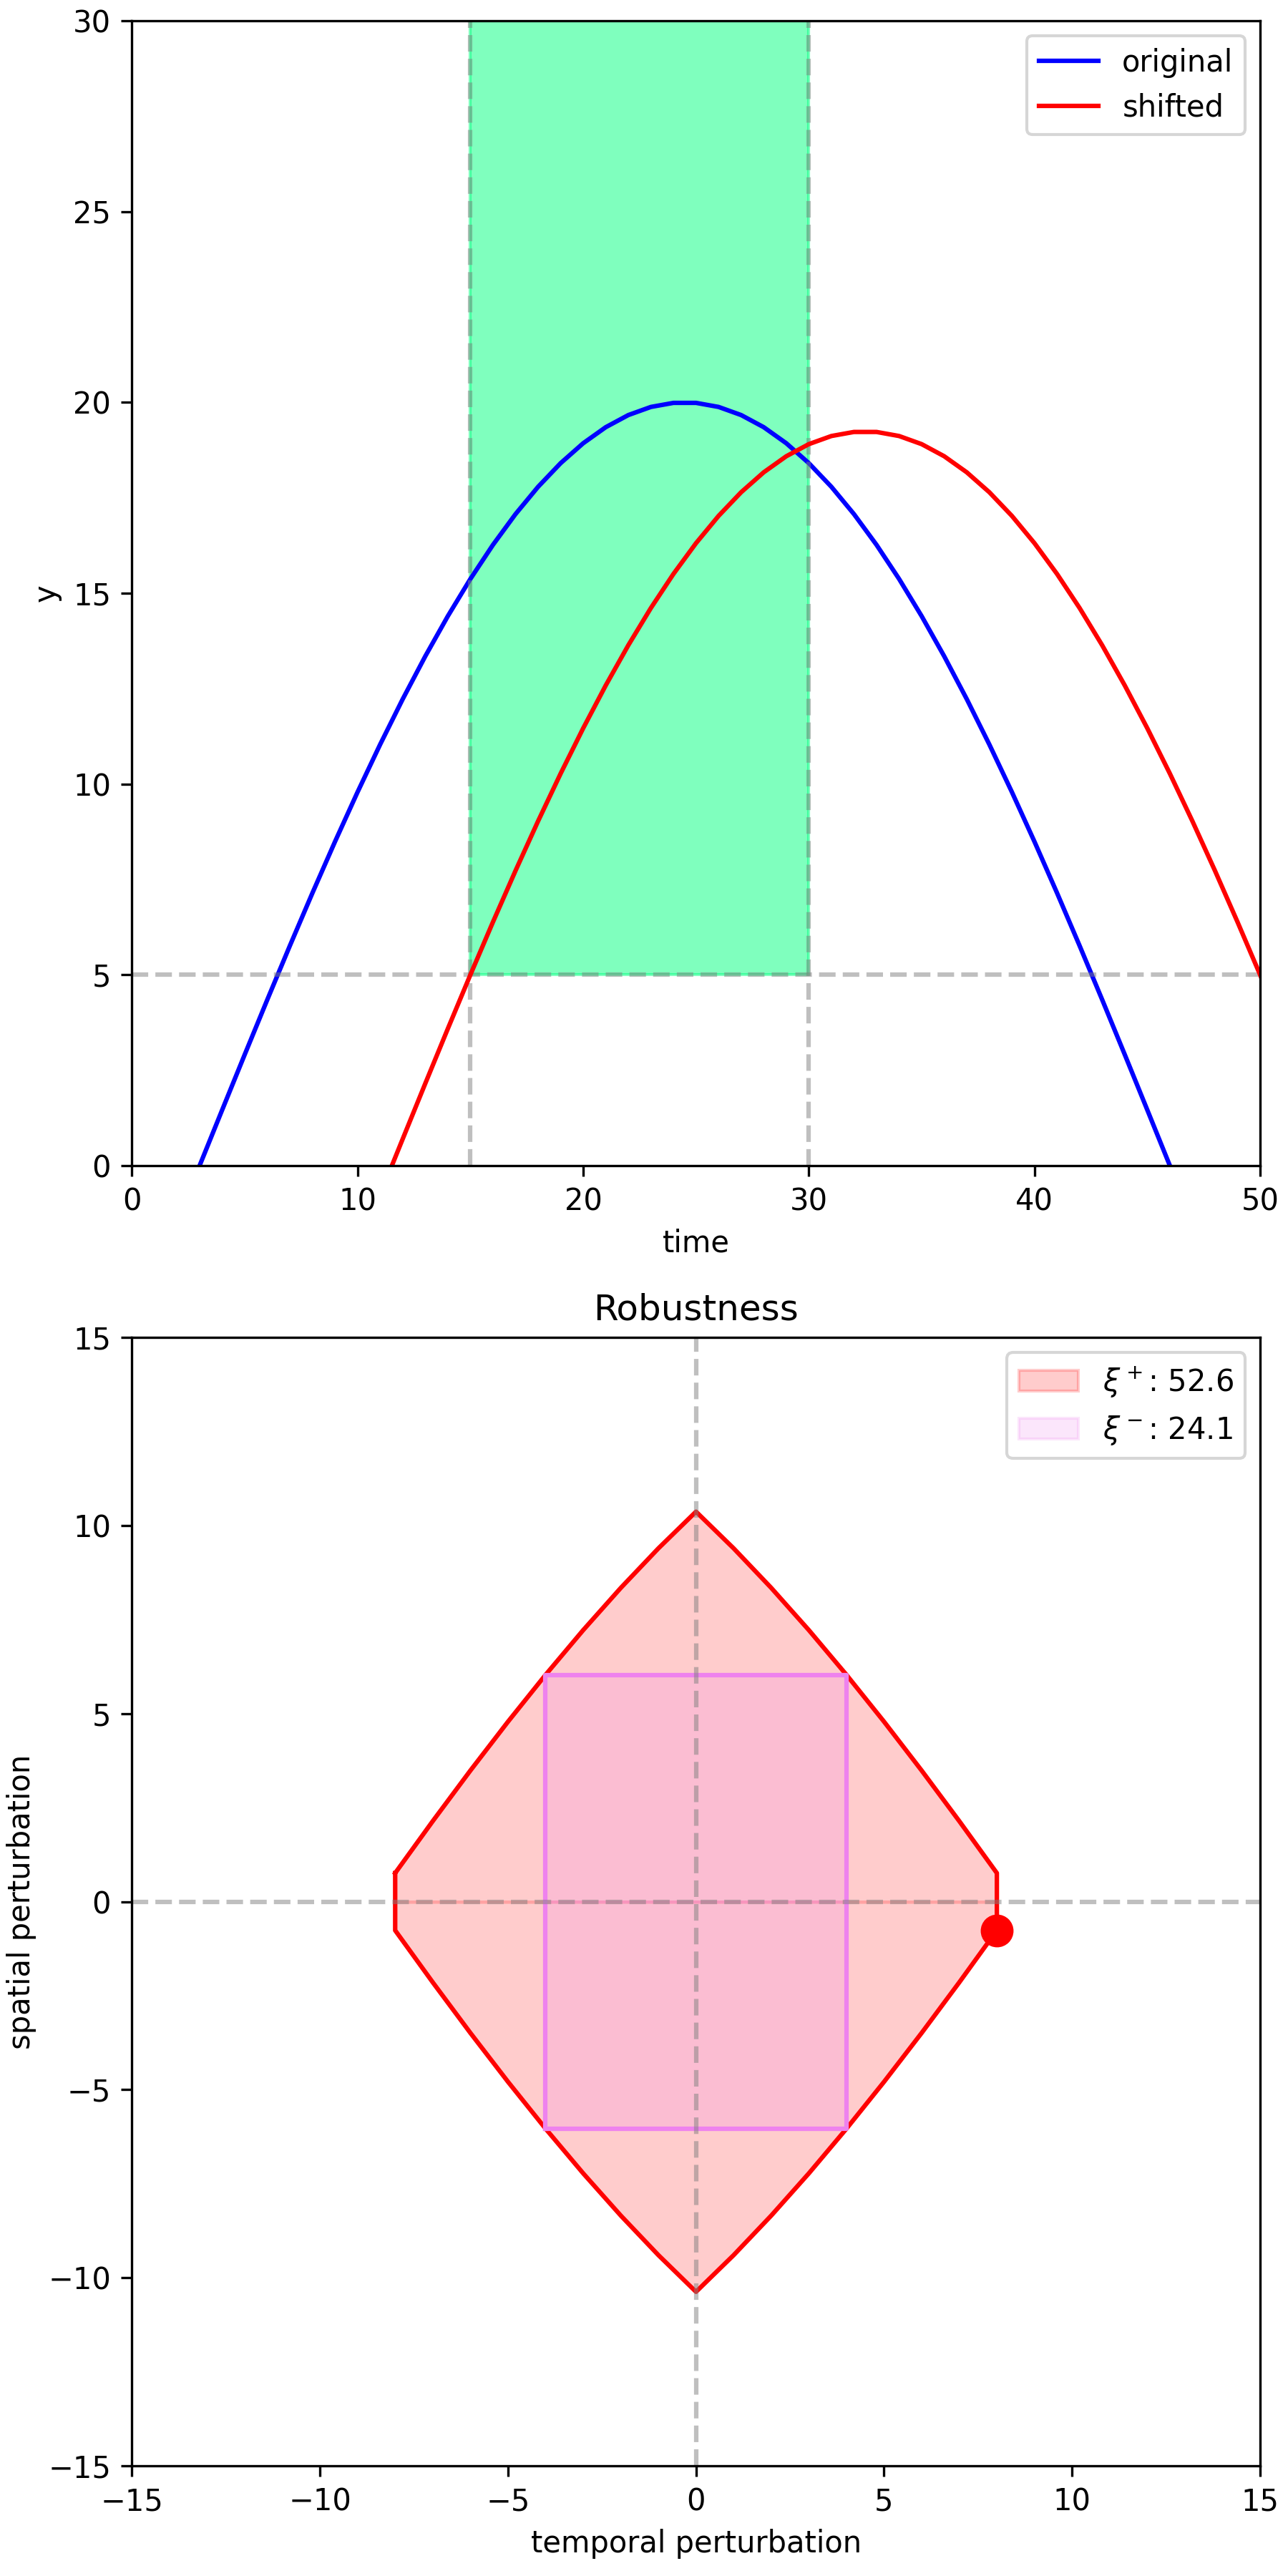 30
25
20
15
10
5
0
y
original
shifted
0 10 20 30 40 50
time
Robustness
15
10
5
0
−5
−10
−15
spatial perturbation
ξ⁺: 52.6
ξ⁻: 24.1
−15 −10 −5 0 5 10 15
temporal perturbation